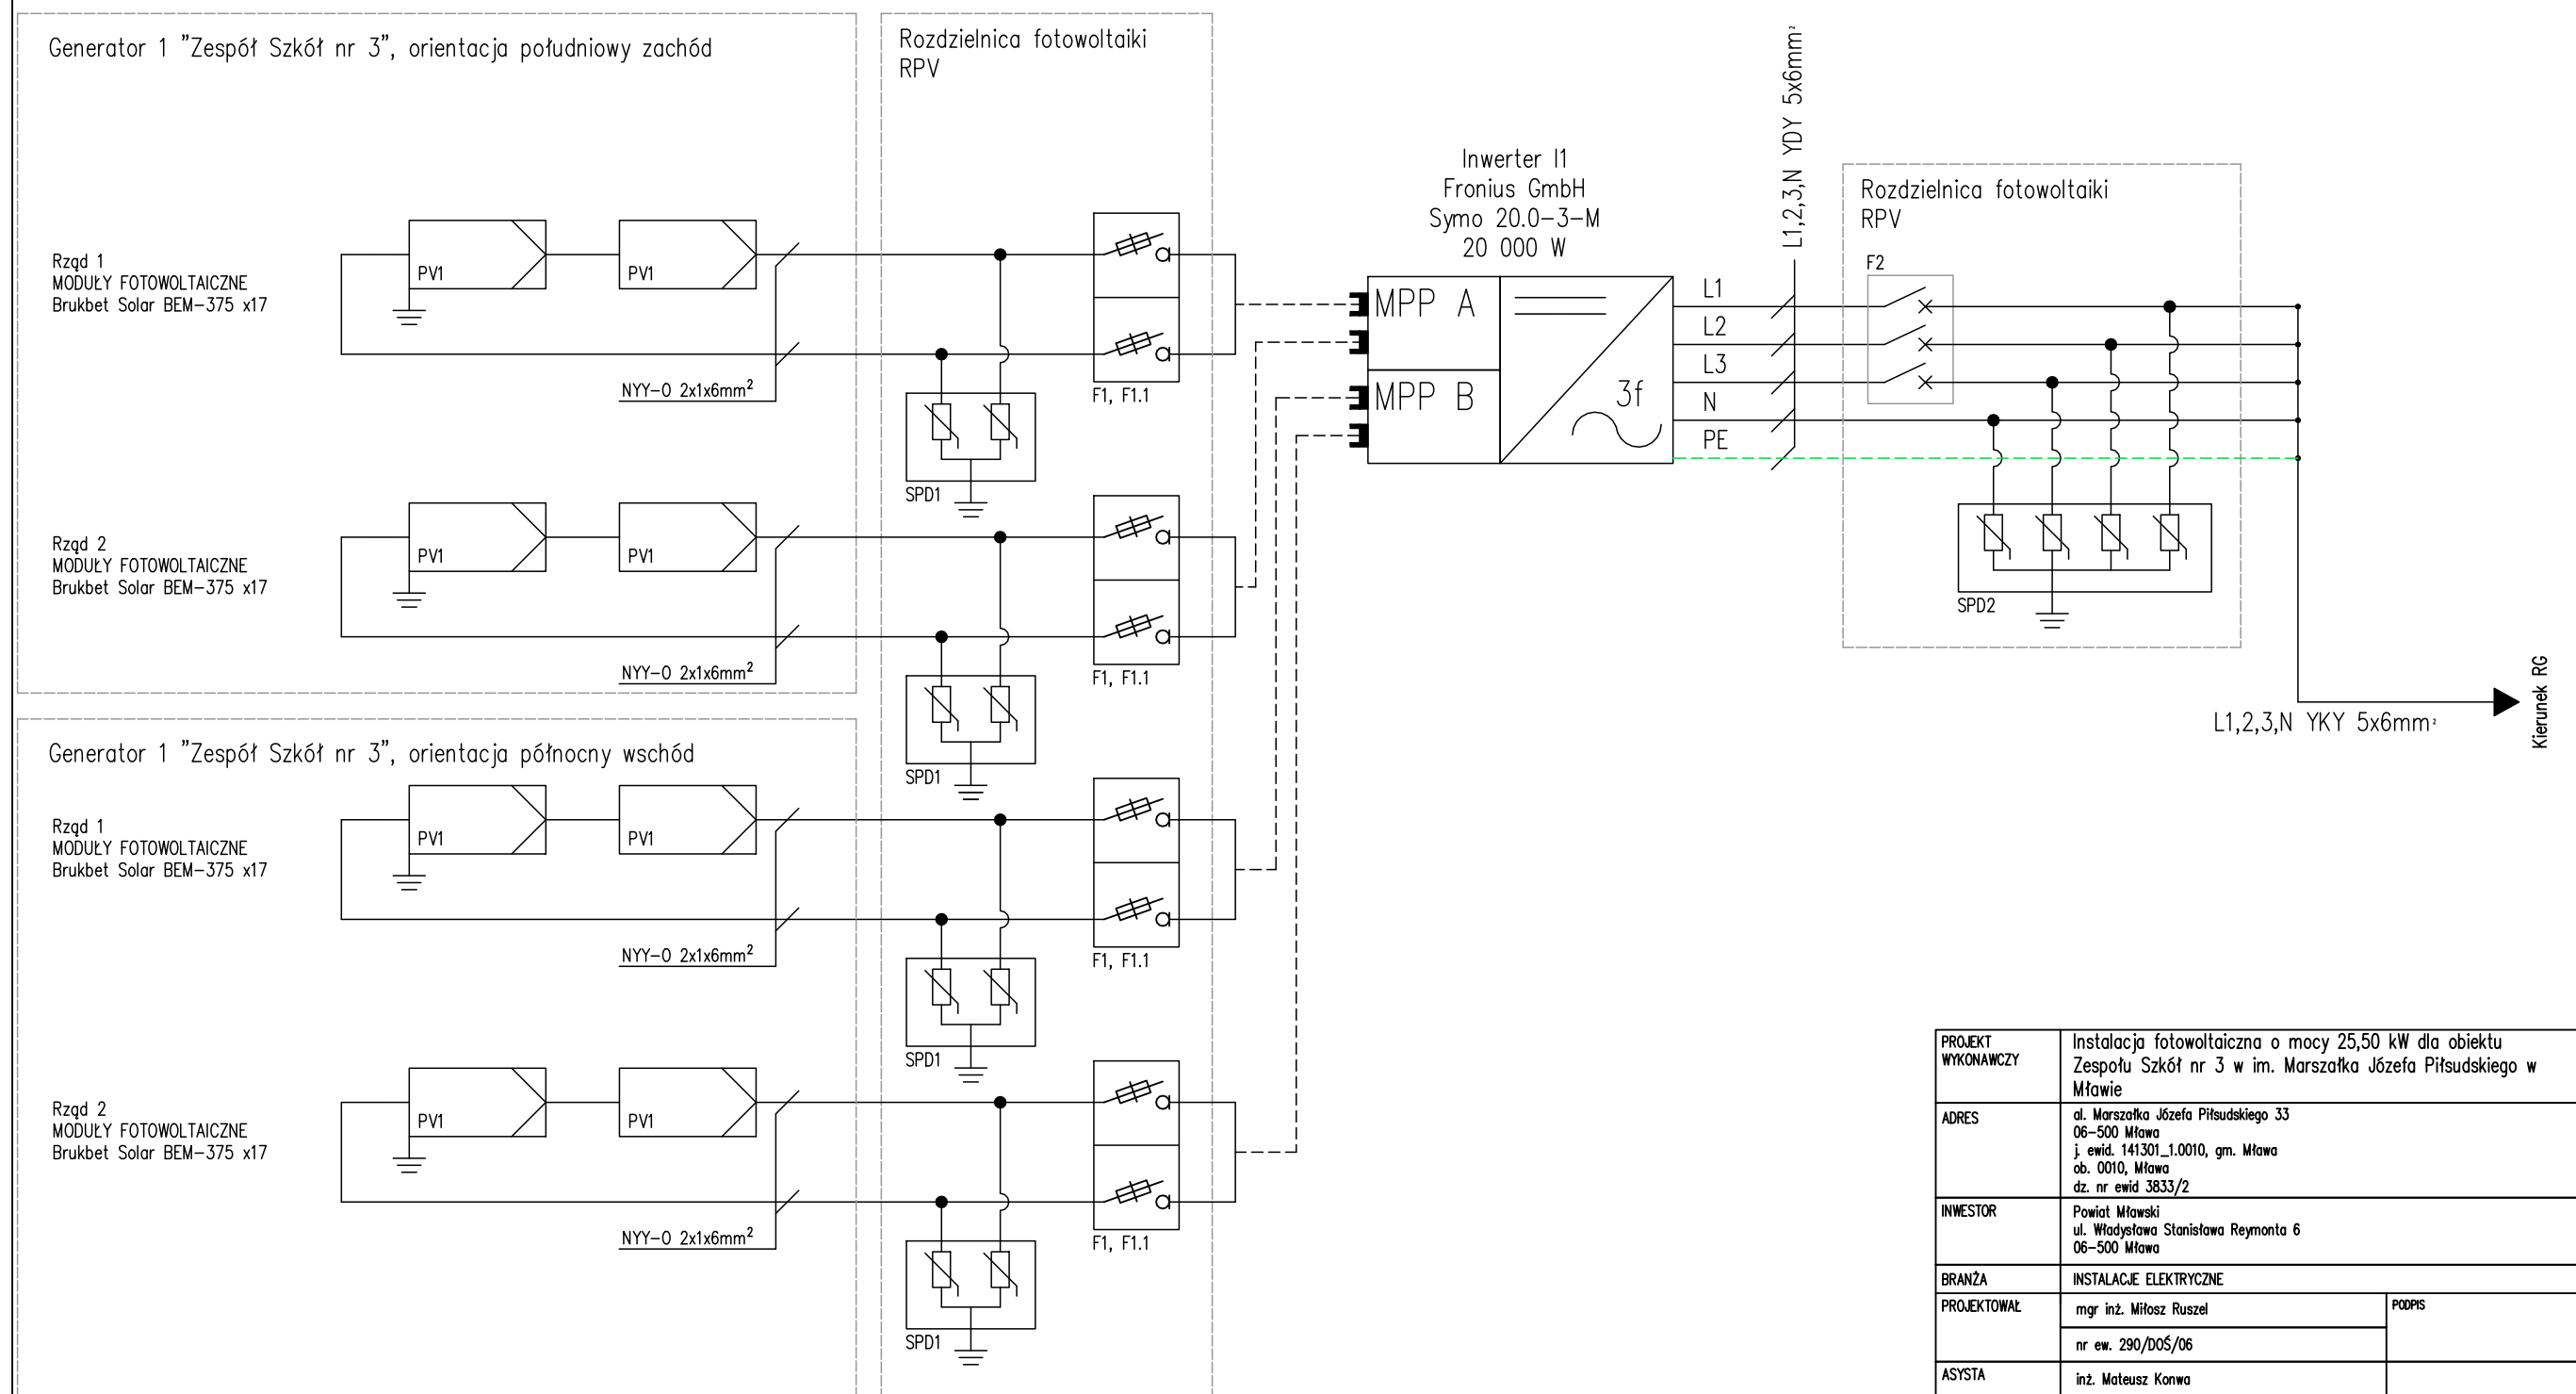 Generator 1 "Zespół Szkół nr 3", orientacja południowy zachód
Rząd 1
MODUŁY FOTOWOLTAICZNE
Brukbet Solar BEM-375 x17
PV1
PV1
NYY-O 2x1x6mm²
Rząd 2
MODUŁY FOTOWOLTAICZNE
Brukbet Solar BEM-375 x17
PV1
PV1
NYY-O 2x1x6mm²
Generator 1 "Zespół Szkół nr 3", orientacja północny wschód
Rząd 1
MODUŁY FOTOWOLTAICZNE
Brukbet Solar BEM-375 x17
PV1
PV1
NYY-O 2x1x6mm²
Rząd 2
MODUŁY FOTOWOLTAICZNE
Brukbet Solar BEM-375 x17
PV1
PV1
NYY-O 2x1x6mm²
Rozdzielnica fotowoltaiki
RPV
F1, F1.1
SPD1
F1, F1.1
SPD1
F1, F1.1
SPD1
F1, F1.1
SPD1
Inwerter I1
Fronius GmbH
Symo 20.0-3-M
20 000 W
MPP A
MPP B
3f
L1
L2
L3
N
PE
L1,2,3,N YDY 5x6mm²
Rozdzielnica fotowoltaiki
RPV
F2
SPD2
L1,2,3,N YKY 5x6mm²
Kierunek RG
PROJEKT
WYKONAWCZY
Instalacja fotowoltaiczna o mocy 25,50 kW dla obiektu
Zespołu Szkół nr 3 w im. Marszałka Józefa Piłsudskiego w
Mławie
ADRES
al. Marszałka Józefa Piłsudskiego 33
06-500 Mława
j. ewid. 141301_1.0010, gm. Mława
ob. 0010, Mława
dz. nr ewid 3833/2
INWESTOR
Powiat Mławski
ul. Władysława Stanisława Reymonta 6
06-500 Mława
BRANŻA
INSTALACJE ELEKTRYCZNE
PROJEKTOWAŁ
mgr inż. Miłosz Ruszel
PODPIS
nr ew. 290/DOŚ/06
ASYSTA
inż. Mateusz Konwa